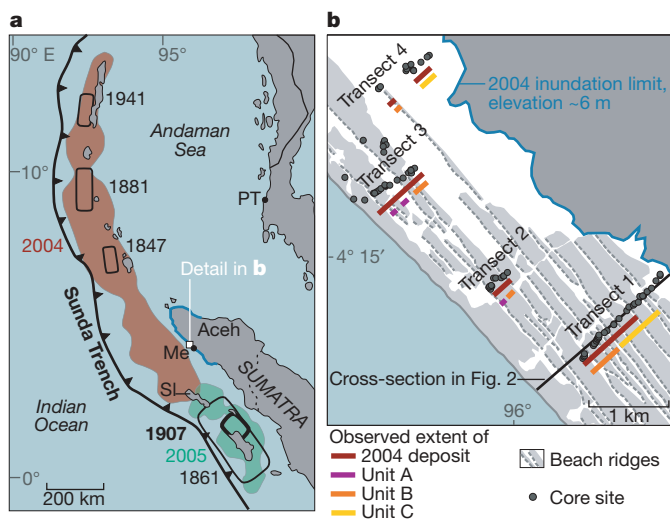 a
90° E
95°
1941
Andaman
Sea
10°
1881
PT
2004
1847
Detail in b
Sunda Trench
Aceh
Me
SUMATRA
SL
Indian
Ocean
1907
2005
1861
0°
200 km
b
Transect 4
2004 inundation limit,
elevation ~6 m
Transect 3
4° 15′
Transect 2
Transect 1
Cross-section in Fig. 2
96°
1 km
Observed extent of
2004 deposit
Unit A
Unit B
Unit C
Beach ridges
Core site